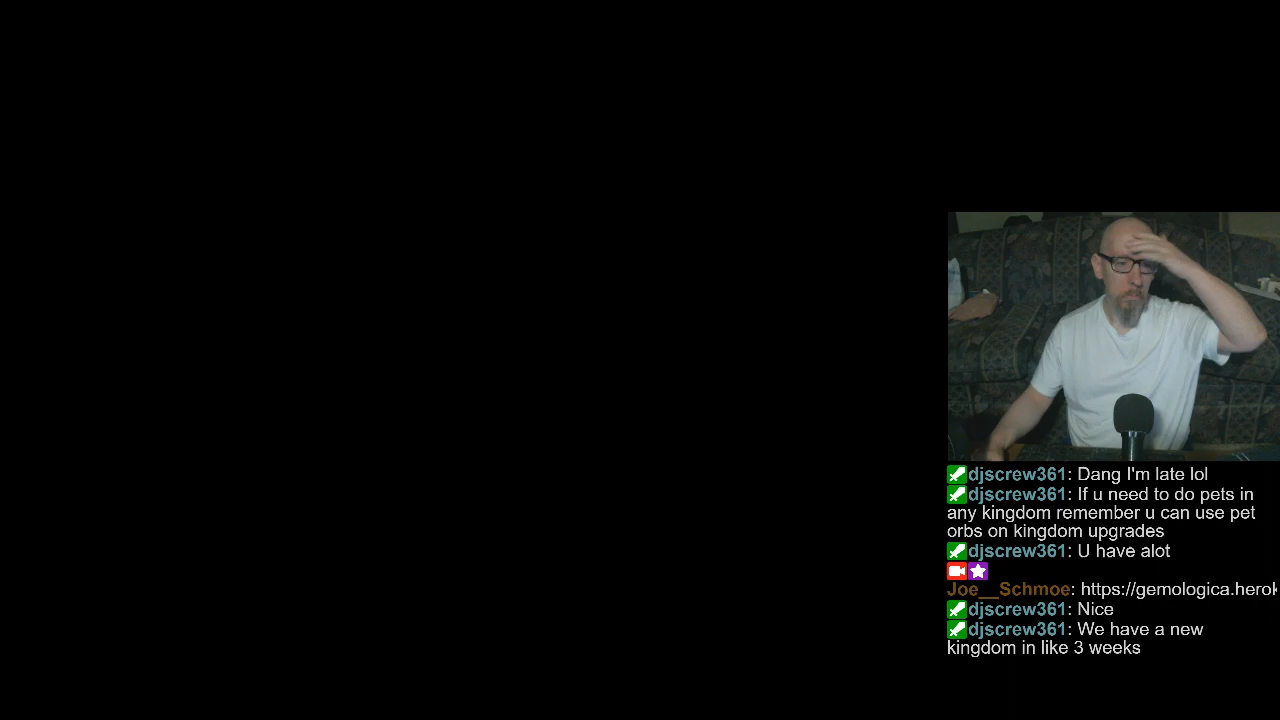 djscrew361: Dang I'm late lol
djscrew361: If u need to do pets in
any kingdom remember u can use pet
orbs on kingdom upgrades
djscrew361: U have alot
Joe__Schmoe: https://gemologica.herok
djscrew361: Nice
djscrew361: We have a new
kingdom in like 3 weeks